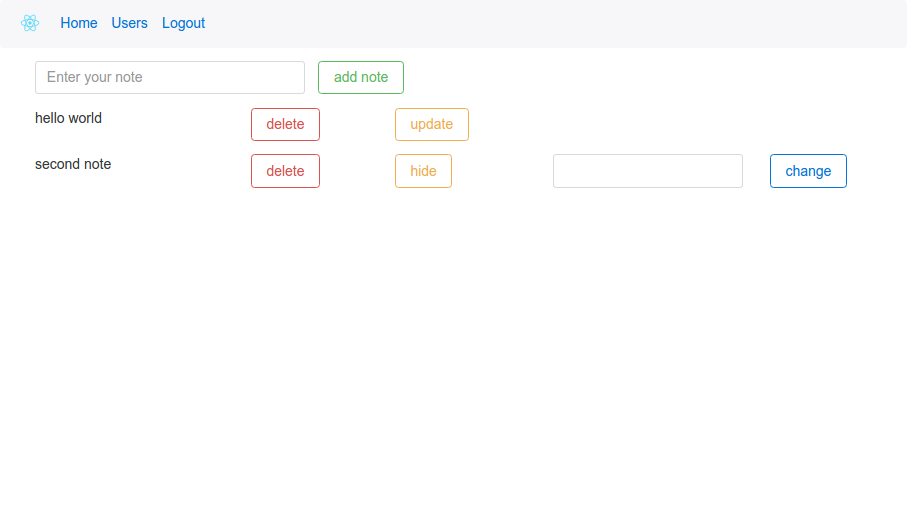 Home Users Logout
Enter your note add note
hello world delete update
second note delete hide change